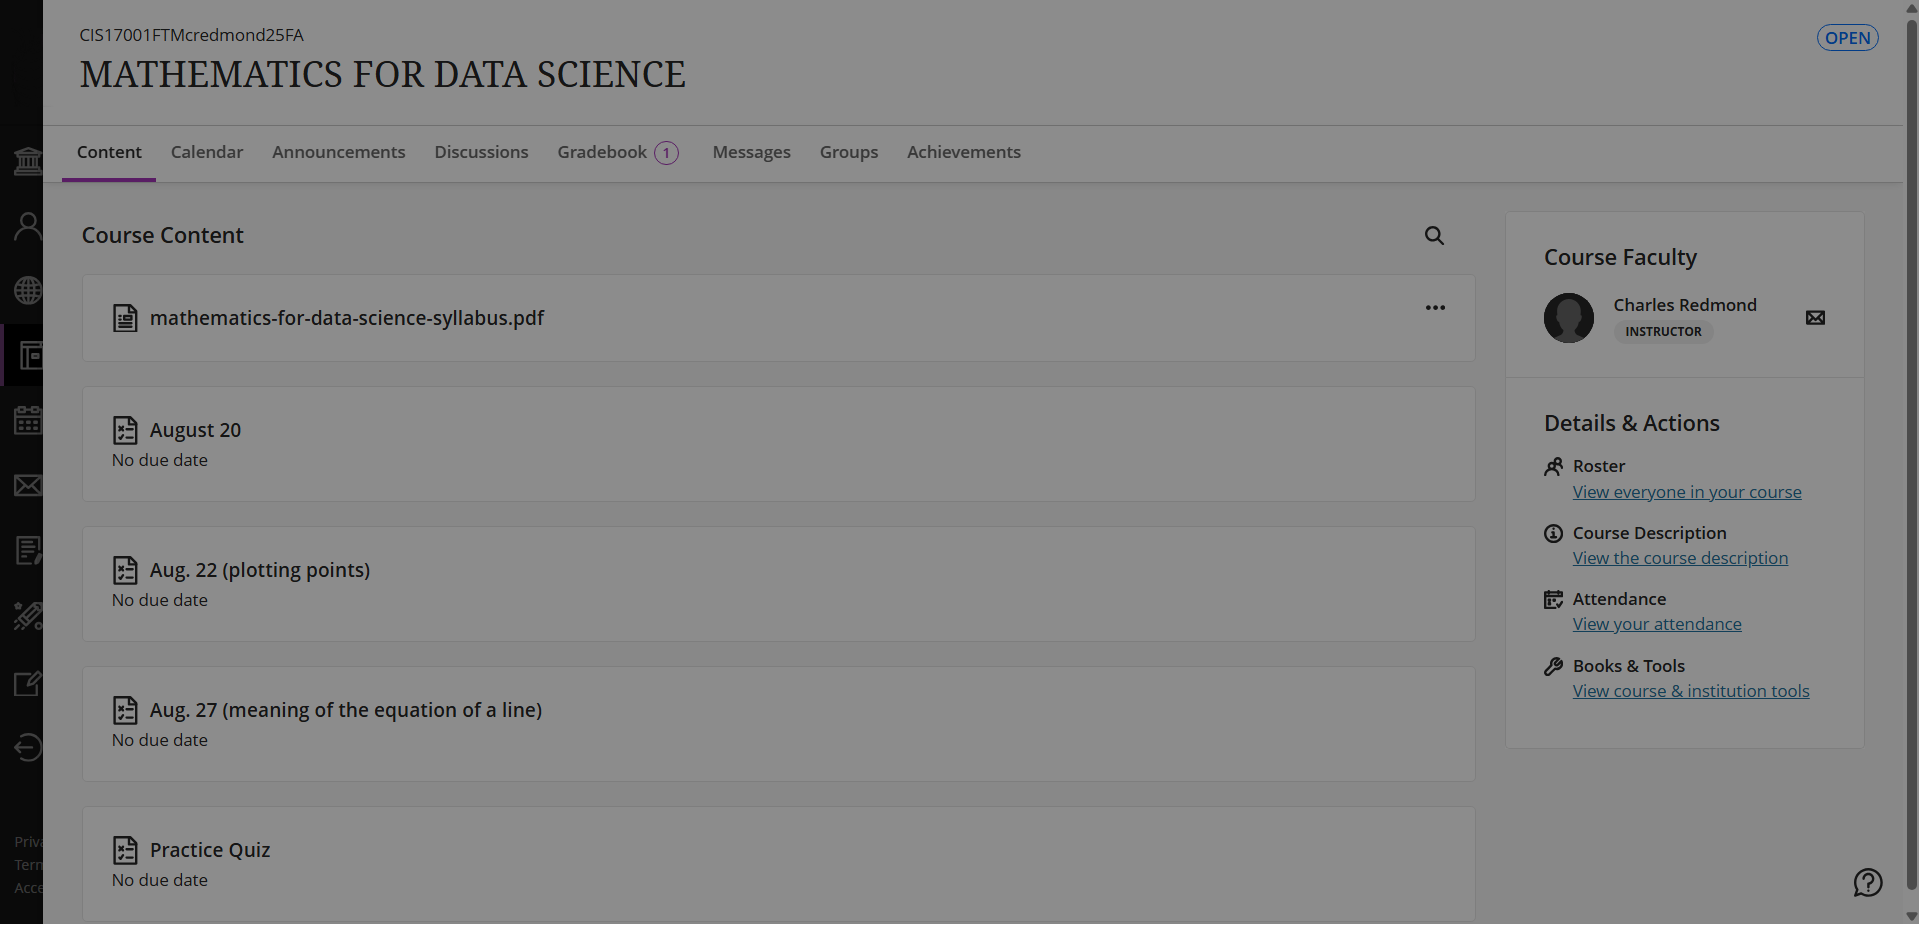 CIS17001FTMcredmond25FA
MATHEMATICS FOR DATA SCIENCE
OPEN
Content
Calendar
Announcements
Discussions
Gradebook 1
Messages
Groups
Achievements
Course Content
mathematics-for-data-science-syllabus.pdf
August 20
No due date
Aug. 22 (plotting points)
No due date
Aug. 27 (meaning of the equation of a line)
No due date
Practice Quiz
No due date
Course Faculty
Charles Redmond
INSTRUCTOR
Details & Actions
Roster
View everyone in your course
Course Description
View the course description
Attendance
View your attendance
Books & Tools
View course & institution tools
Priva
Term
Acce